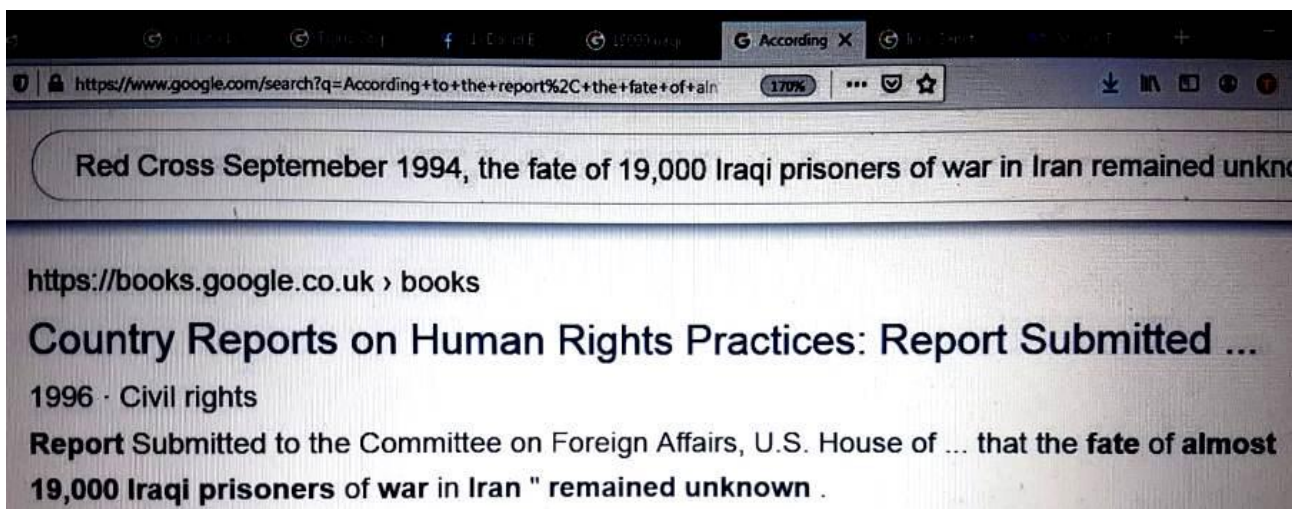 According X
https://www.google.com/search?q=According+to+the+report%2C+the+fate+of+aln 170%
Red Cross Septemeber 1994, the fate of 19,000 Iraqi prisoners of war in Iran remained unkno
https://books.google.co.uk › books
Country Reports on Human Rights Practices: Report Submitted ...
1996 · Civil rights
Report Submitted to the Committee on Foreign Affairs, U.S. House of ... that the fate of almost
19,000 Iraqi prisoners of war in Iran " remained unknown .